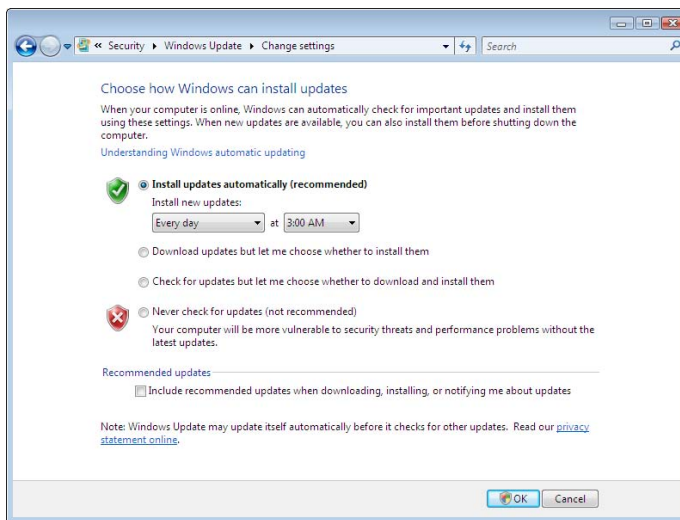 « Security ▸ Windows Update ▸ Change settings
Search
Choose how Windows can install updates
When your computer is online, Windows can automatically check for important updates and install them
using these settings. When new updates are available, you can also install them before shutting down the
computer.
Understanding Windows automatic updating
Install updates automatically (recommended)
Install new updates:
Every day at 3:00 AM
Download updates but let me choose whether to install them
Check for updates but let me choose whether to download and install them
Never check for updates (not recommended)
Your computer will be more vulnerable to security threats and performance problems without the
latest updates.
Recommended updates
Include recommended updates when downloading, installing, or notifying me about updates
Note: Windows Update may update itself automatically before it checks for other updates. Read our privacy
statement online.
OK Cancel